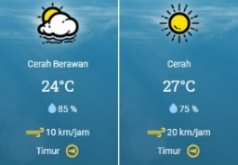 Cerah Berawan
24°C
85 %
10 km/jam
Timur
Cerah
27°C
75 %
20 km/jam
Timur